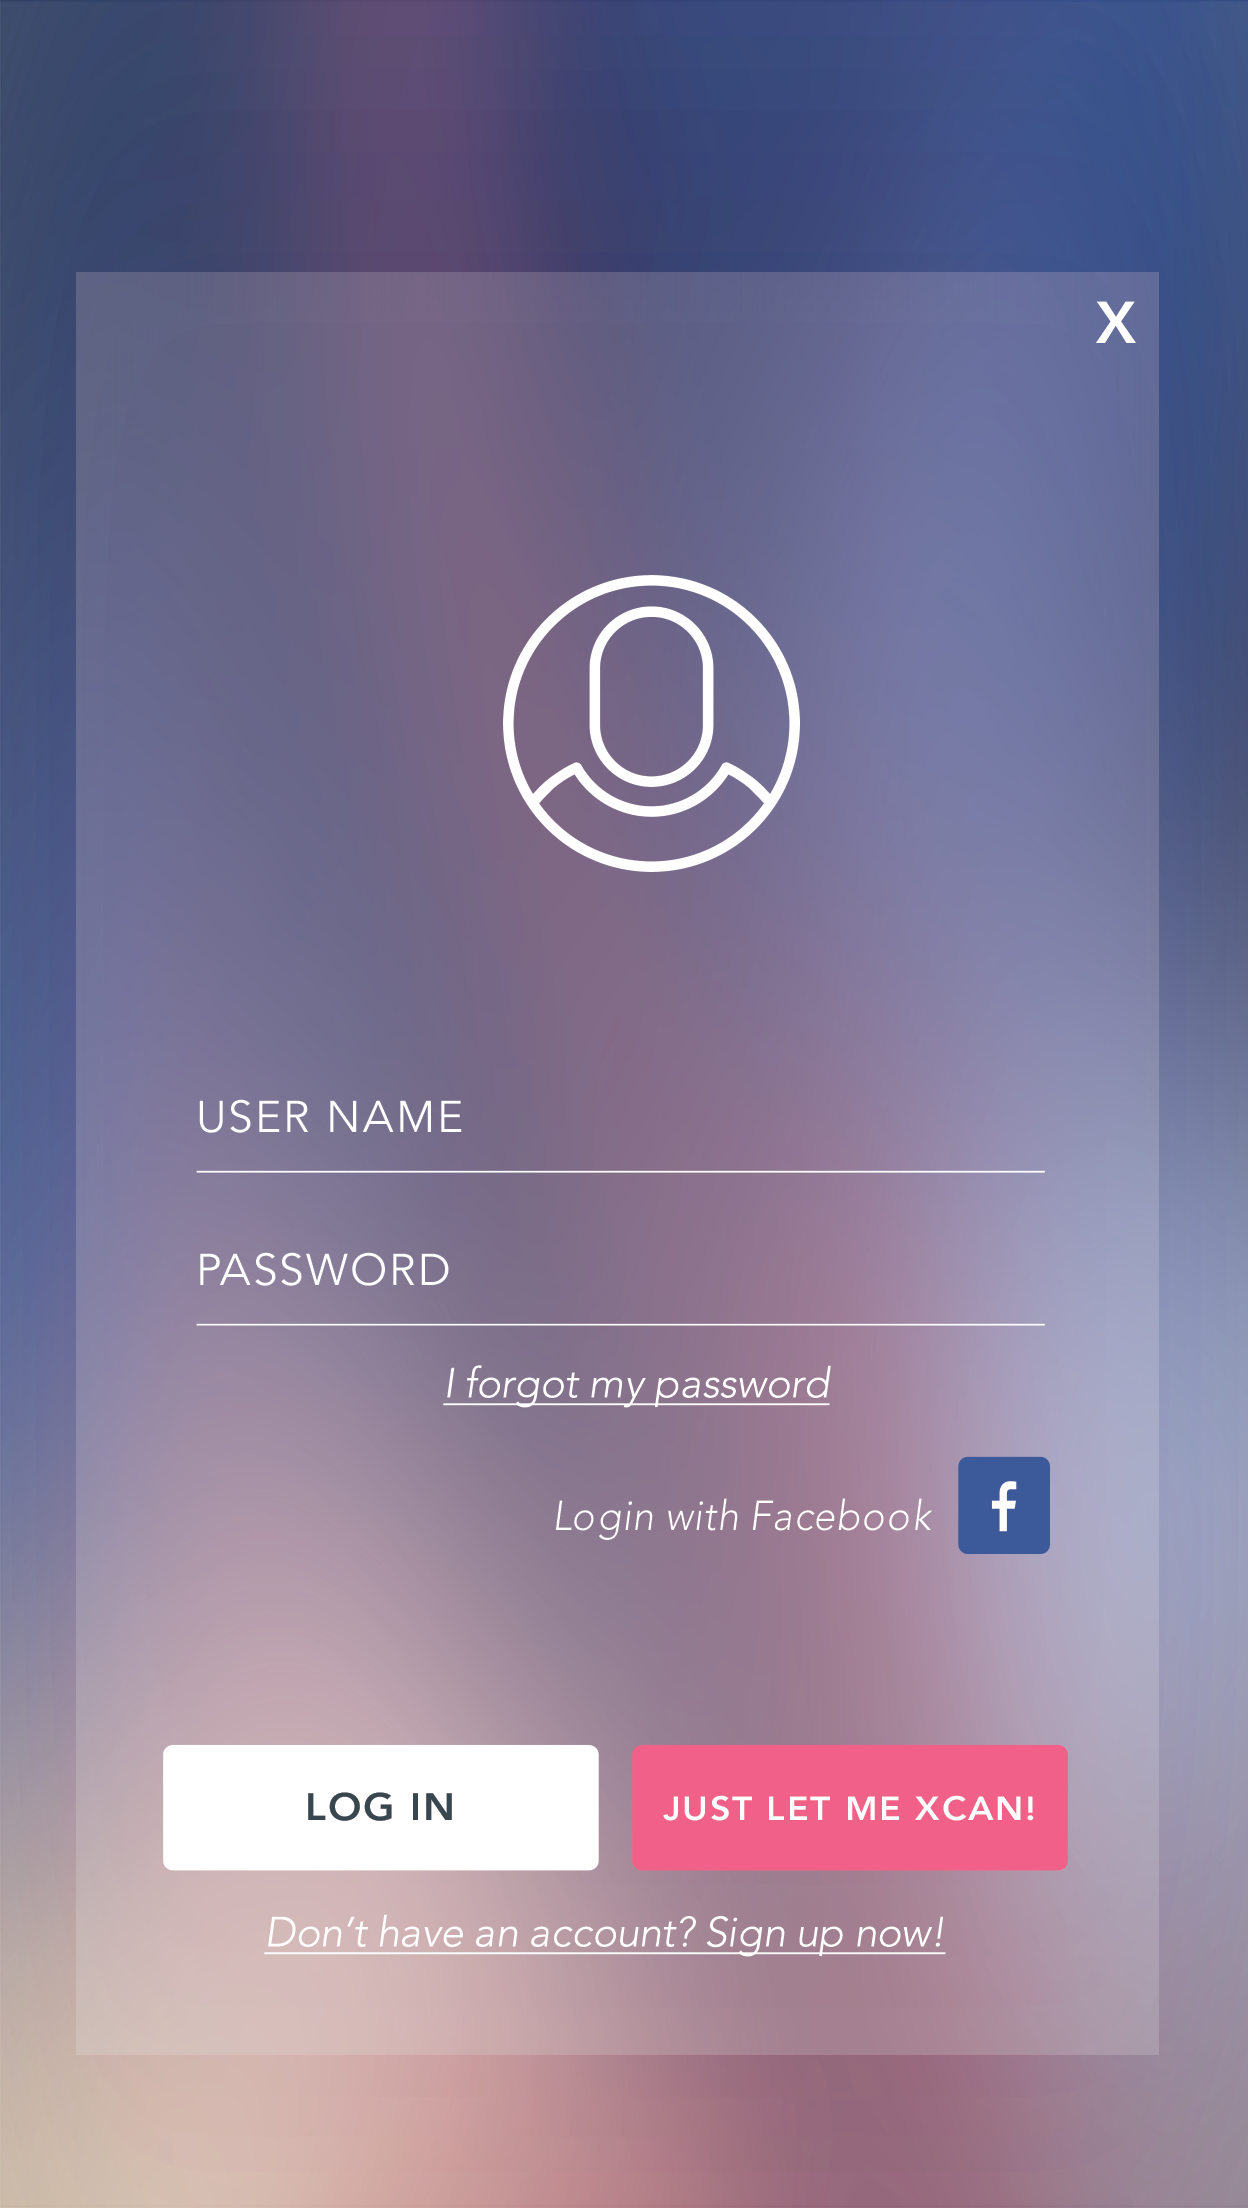 X
USER NAME
PASSWORD
I forgot my password
Login with Facebook f
LOG IN
JUST LET ME XCAN!
Don’t have an account? Sign up now!